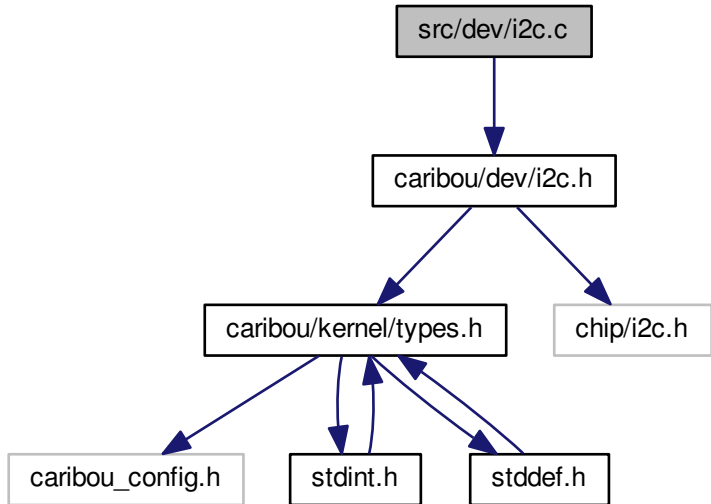 src/dev/i2c.c
caribou/dev/i2c.h
caribou/kernel/types.h
chip/i2c.h
caribou_config.h
stdint.h
stddef.h